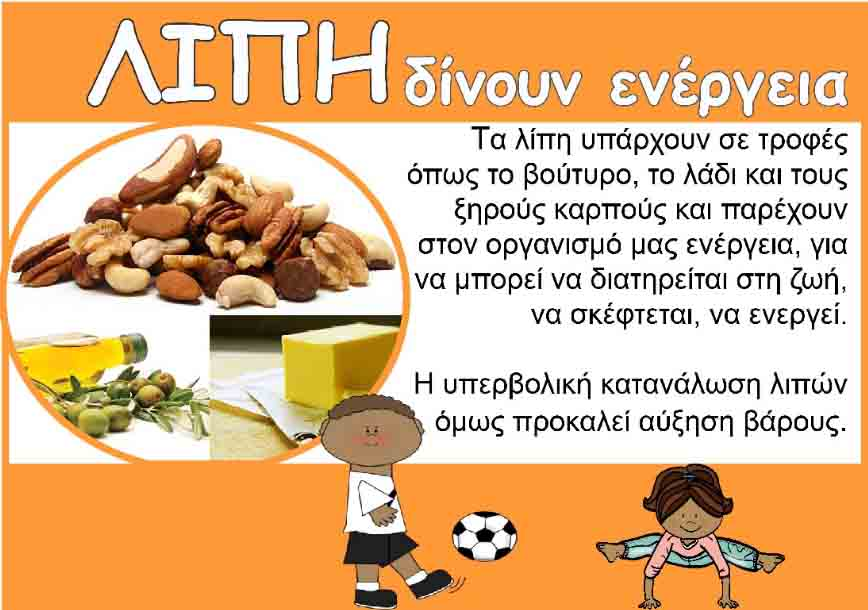 ΛΙΠΗ δίνουν ενέργεια
Τα λίπη υπάρχουν σε τροφές
όπως το βούτυρο, το λάδι και τους
ξηρούς καρπούς και παρέχουν
στον οργανισμό μας ενέργεια, για
να μπορεί να διατηρείται στη ζωή,
να σκέφτεται, να ενεργεί.
Η υπερβολική κατανάλωση λιπών
όμως προκαλεί αύξηση βάρους.